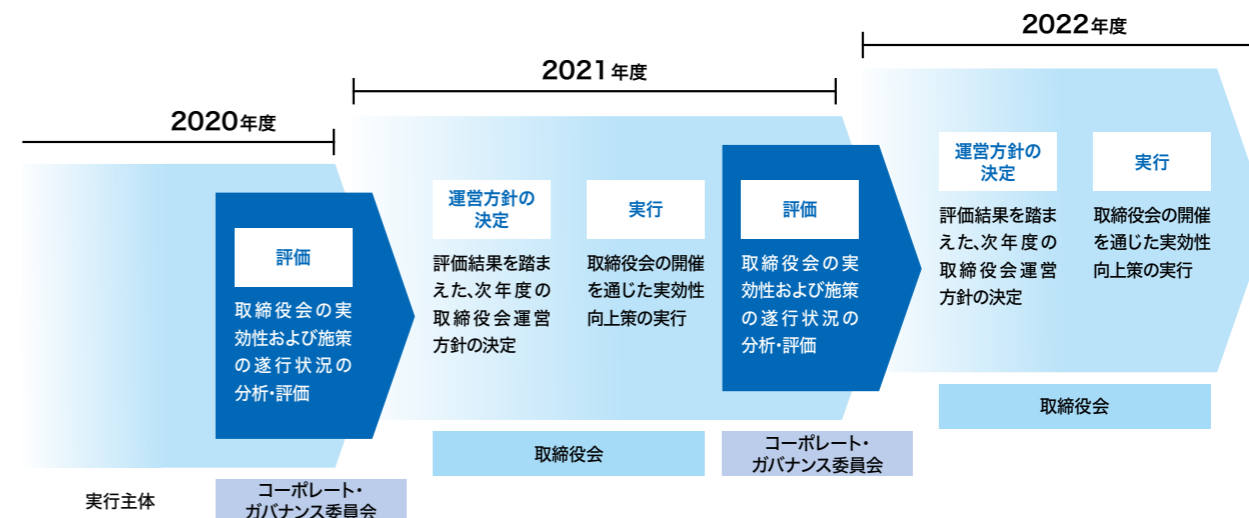 2020年度
評価
取締役会の実
効性および施策
の遂行状況の
分析・評価
実行主体
コーポレート・
ガバナンス委員会
2021年度
運営方針の
決定
評価結果を踏ま
えた、次年度の
取締役会運営
方針の決定
実行
取締役会の開催
を通じた実効性
向上策の実行
取締役会
評価
取締役会の実
効性および施策
の遂行状況の
分析・評価
コーポレート・
ガバナンス委員会
2022年度
運営方針の
決定
評価結果を踏ま
えた、次年度の
取締役会運営
方針の決定
実行
取締役会の開催
を通じた実効性
向上策の実行
取締役会